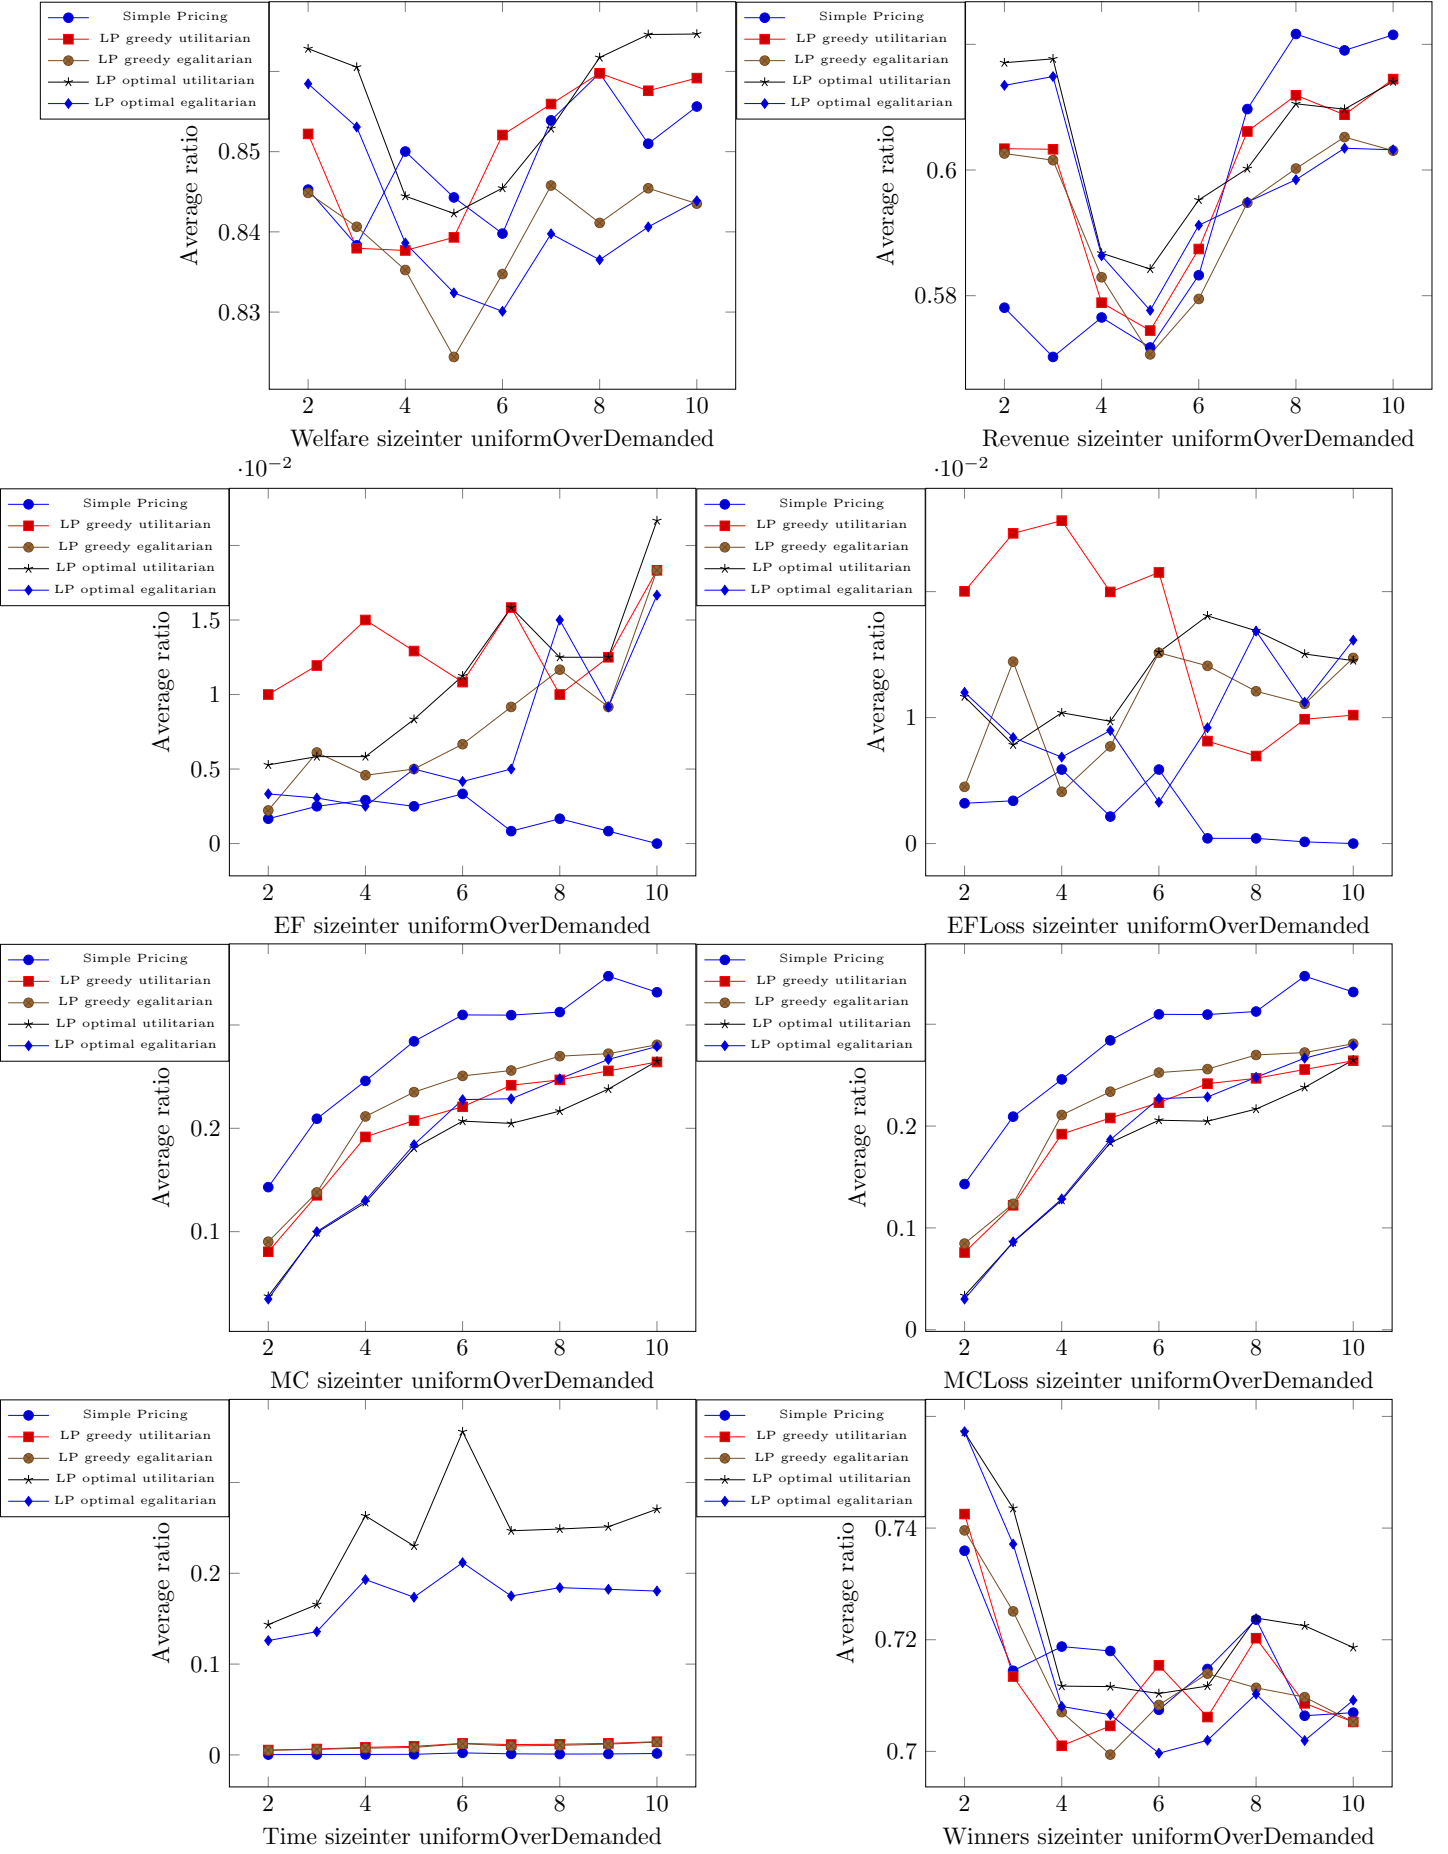 Simple Pricing
LP greedy utilitarian
LP greedy egalitarian
LP optimal utilitarian
LP optimal egalitarian
Average ratio
0.85
0.84
0.83
2 4 6 8 10
Welfare sizeinter uniformOverDemanded
Simple Pricing
LP greedy utilitarian
LP greedy egalitarian
LP optimal utilitarian
LP optimal egalitarian
Average ratio
0.6
0.58
2 4 6 8 10
Revenue sizeinter uniformOverDemanded
·10−2
Simple Pricing
LP greedy utilitarian
LP greedy egalitarian
LP optimal utilitarian
LP optimal egalitarian
Average ratio
1.5
1
0.5
0
2 4 6 8 10
EF sizeinter uniformOverDemanded
·10−2
Simple Pricing
LP greedy utilitarian
LP greedy egalitarian
LP optimal utilitarian
LP optimal egalitarian
Average ratio
1
0
2 4 6 8 10
EFLoss sizeinter uniformOverDemanded
Simple Pricing
LP greedy utilitarian
LP greedy egalitarian
LP optimal utilitarian
LP optimal egalitarian
Average ratio
0.2
0.1
2 4 6 8 10
MC sizeinter uniformOverDemanded
Simple Pricing
LP greedy utilitarian
LP greedy egalitarian
LP optimal utilitarian
LP optimal egalitarian
Average ratio
0.2
0.1
0
2 4 6 8 10
MCLoss sizeinter uniformOverDemanded
Simple Pricing
LP greedy utilitarian
LP greedy egalitarian
LP optimal utilitarian
LP optimal egalitarian
Average ratio
0.2
0.1
0
2 4 6 8 10
Time sizeinter uniformOverDemanded
Simple Pricing
LP greedy utilitarian
LP greedy egalitarian
LP optimal utilitarian
LP optimal egalitarian
Average ratio
0.74
0.72
0.7
2 4 6 8 10
Winners sizeinter uniformOverDemanded